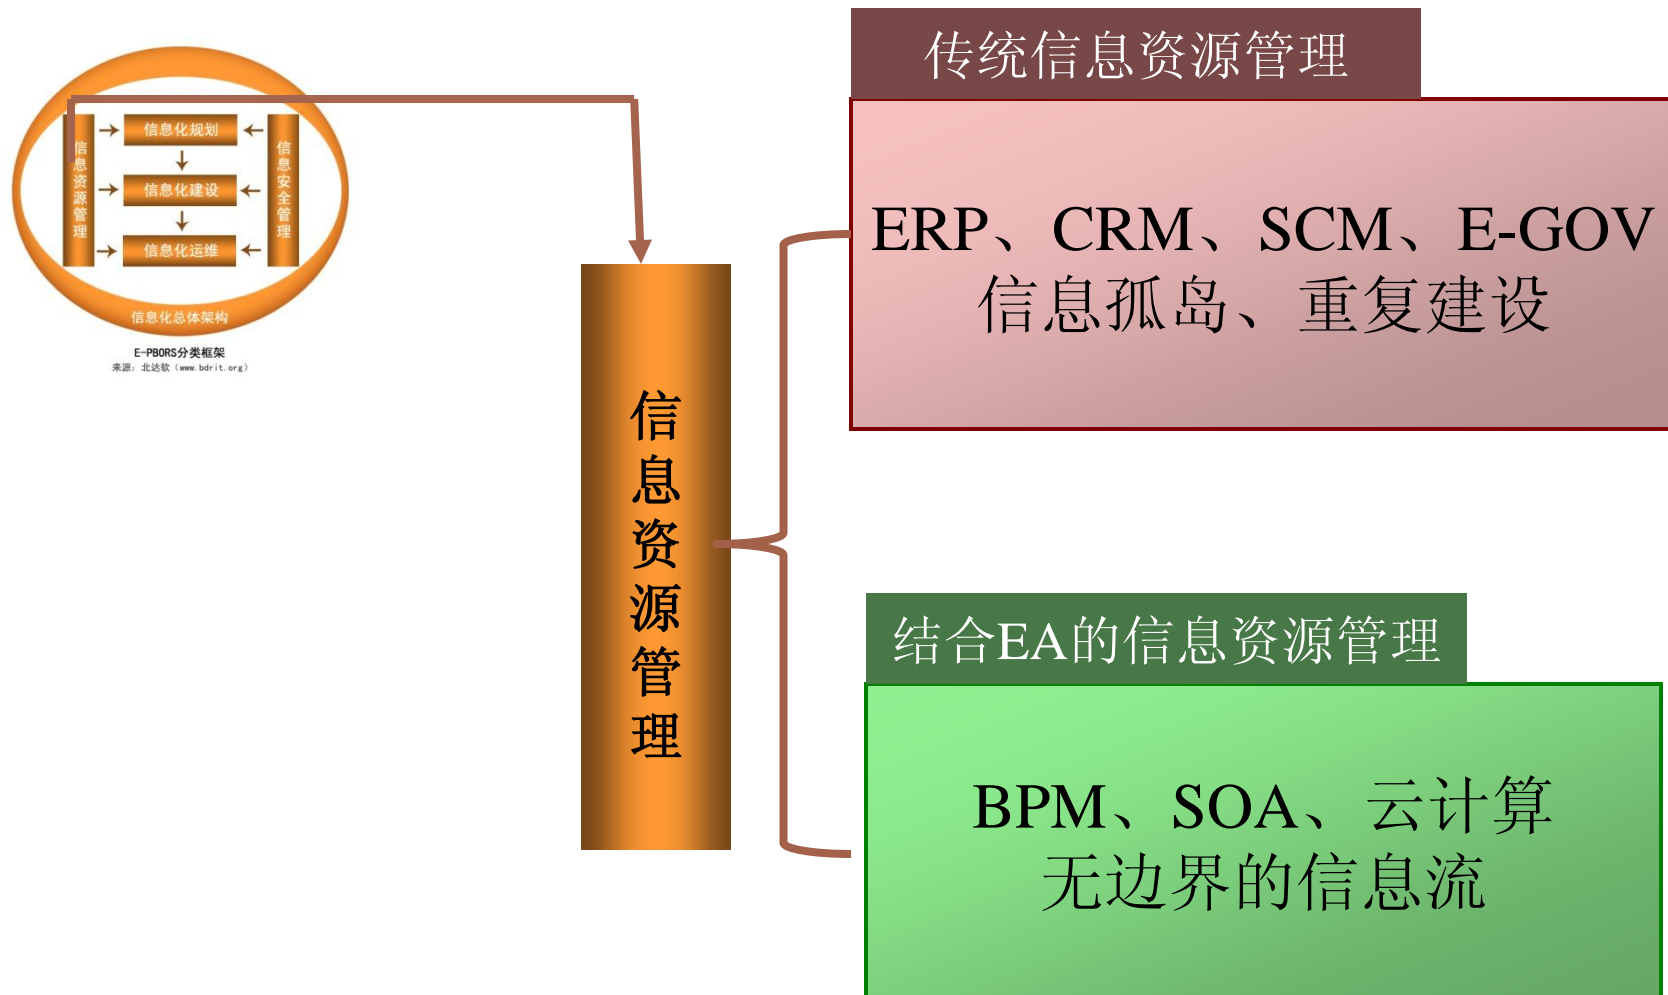 信息资源管理
信息化规划
信息化建设
信息化运维
信息安全管理
信息化总体架构
E-PBORS分类框架
来源：北达软（www.bdrit.org）
信息资源管理
传统信息资源管理
ERP、CRM、SCM、E-GOV
信息孤岛、重复建设
结合EA的信息资源管理
BPM、SOA、云计算
无边界的信息流